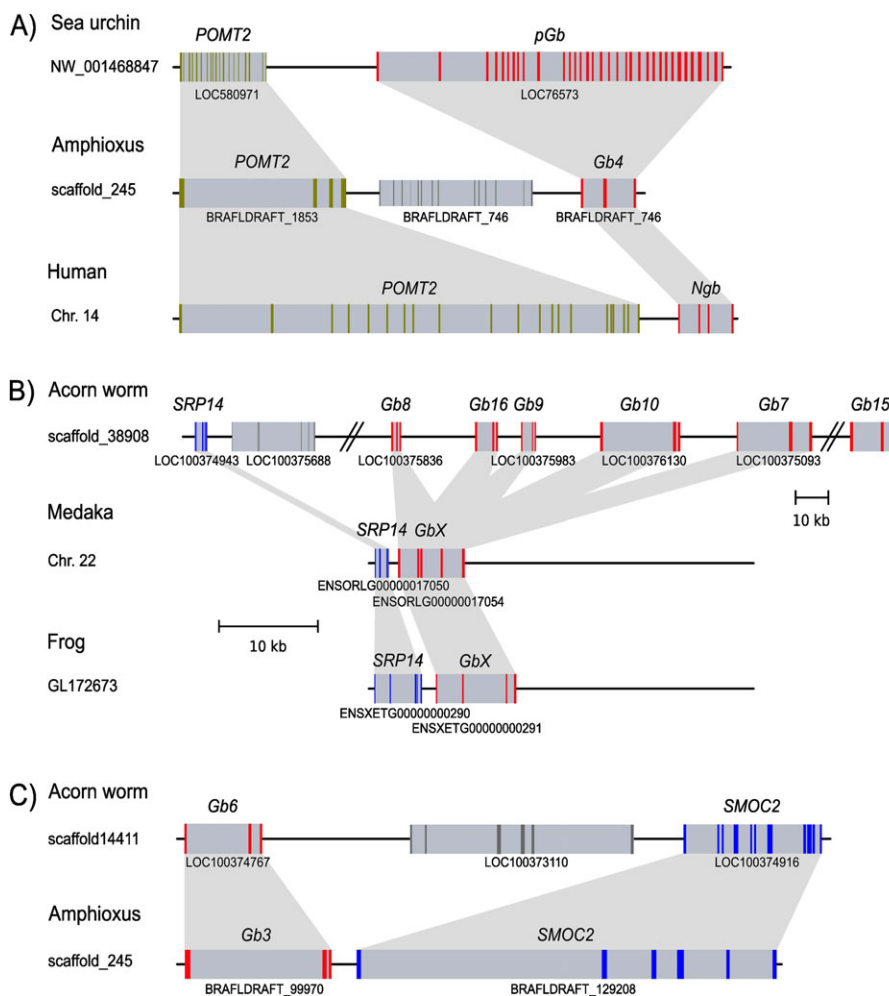 A)
Sea urchin
POMT2 pGb
NW_001468847
LOC580971 LOC76573
Amphioxus
POMT2 Gb4
scaffold_245
BRAFLDRAFT_1853 BRAFLDRAFT_746 BRAFLDRAFT_746
Human
POMT2 Ngb
Chr. 14
B)
Acorn worm
SRP14 Gb8 Gb16 Gb9 Gb10 Gb7 Gb15
scaffold_38908
LOC100374943 LOC100375688 LOC100375836 LOC100375983 LOC100376130 LOC100375093
10 kb
Medaka
SRP14 GbX
Chr. 22
ENSORLG00000017050
ENSORLG00000017054
10 kb
Frog
SRP14 GbX
GL172673
ENSXETG00000000290
ENSXETG00000000291
C)
Acorn worm
Gb6 SMOC2
scaffold14411
LOC100374767 LOC100373110 LOC100374916
Amphioxus
Gb3 SMOC2
scaffold_245
BRAFLDRAFT_99970 BRAFLDRAFT_129208